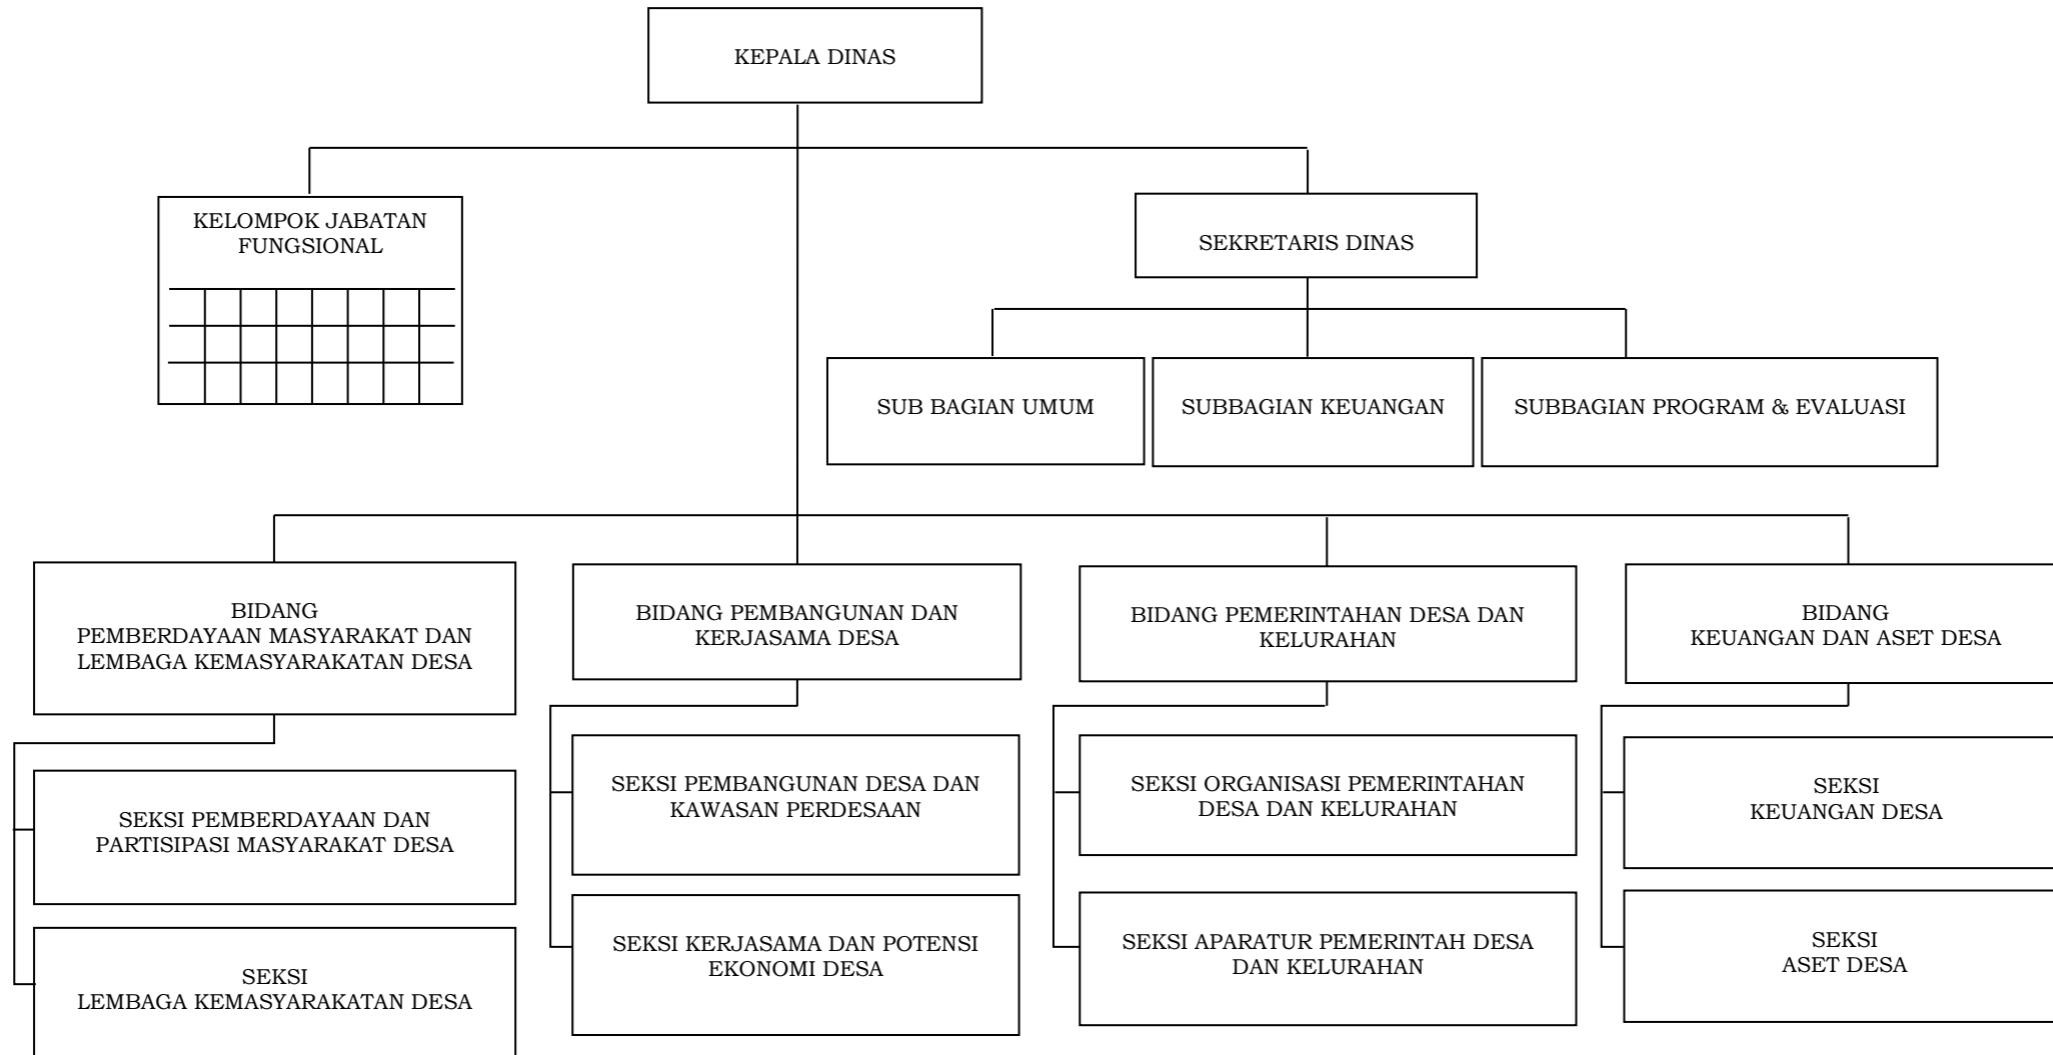 KEPALA DINAS
KELOMPOK JABATAN
FUNGSIONAL
SEKRETARIS DINAS
SUB BAGIAN UMUM
SUBBAGIAN KEUANGAN
SUBBAGIAN PROGRAM & EVALUASI
BIDANG
PEMBERDAYAAN MASYARAKAT DAN
LEMBAGA KEMASYARAKATAN DESA
BIDANG PEMBANGUNAN DAN
KERJASAMA DESA
BIDANG PEMERINTAHAN DESA DAN
KELURAHAN
BIDANG
KEUANGAN DAN ASET DESA
SEKSI PEMBERDAYAAN DAN
PARTISIPASI MASYARAKAT DESA
SEKSI PEMBANGUNAN DESA DAN
KAWASAN PERDESAAN
SEKSI ORGANISASI PEMERINTAHAN
DESA DAN KELURAHAN
SEKSI
KEUANGAN DESA
SEKSI
LEMBAGA KEMASYARAKATAN DESA
SEKSI KERJASAMA DAN POTENSI
EKONOMI DESA
SEKSI APARATUR PEMERINTAH DESA
DAN KELURAHAN
SEKSI
ASET DESA